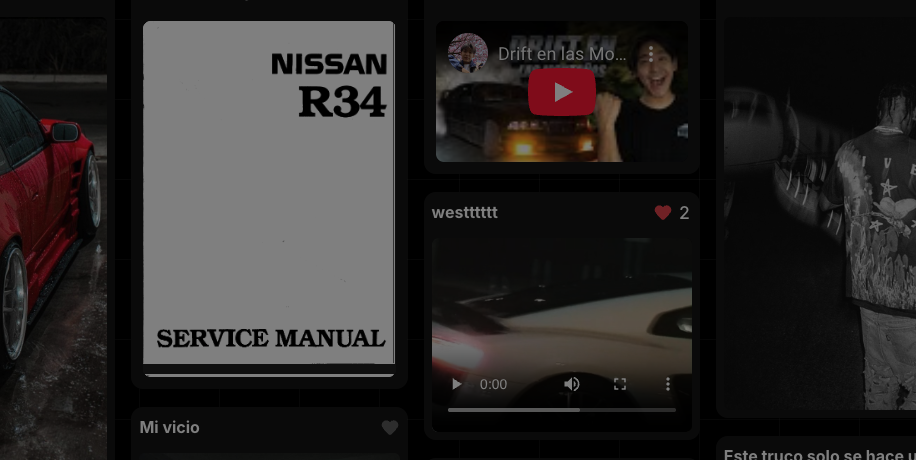 NISSAN
R34
SERVICE MANUAL
Mi vicio
Drift en las Mo...
DRIFT EN
westttttt
2
0:00
Este truco solo se hace u